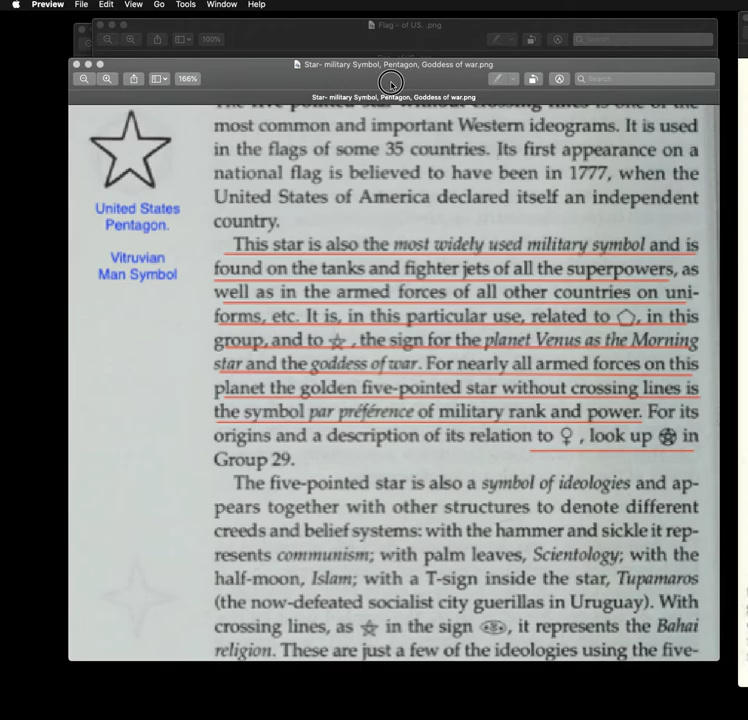 Preview File Edit View Go Tools Window Help
Flag - of US. .png
100%
Search
Star- military Symbol, Pentagon, Goddess of war.png
166%
Search
Star- military Symbol, Pentagon, Goddess of war.png
The five-pointed star without crossing lines is one of the
most common and important Western ideograms. It is used
in the flags of some 35 countries. Its first appearance on a
national flag is believed to have been in 1777, when the
United States of America declared itself an independent
country.
This star is also the most widely used military symbol and is
found on the tanks and fighter jets of all the superpowers, as
well as in the armed forces of all other countries on uni-
forms, etc. It is, in this particular use, related to , in this
group, and to , the sign for the planet Venus as the Morning
star and the goddess of war. For nearly all armed forces on this
planet the golden five-pointed star without crossing lines is
the symbol par préférence of military rank and power. For its
origins and a description of its relation to ♀, look up in
Group 29.
The five-pointed star is also a symbol of ideologies and ap-
pears together with other structures to denote different
creeds and belief systems: with the hammer and sickle it rep-
resents communism; with palm leaves, Scientology; with the
half-moon, Islam; with a T-sign inside the star, Tupamaros
(the now-defeated socialist city guerillas in Uruguay). With
crossing lines, as in the sign , it represents the Bahai
religion. These are just a few of the ideologies using the five-
United States
Pentagon.
Vitruvian
Man Symbol